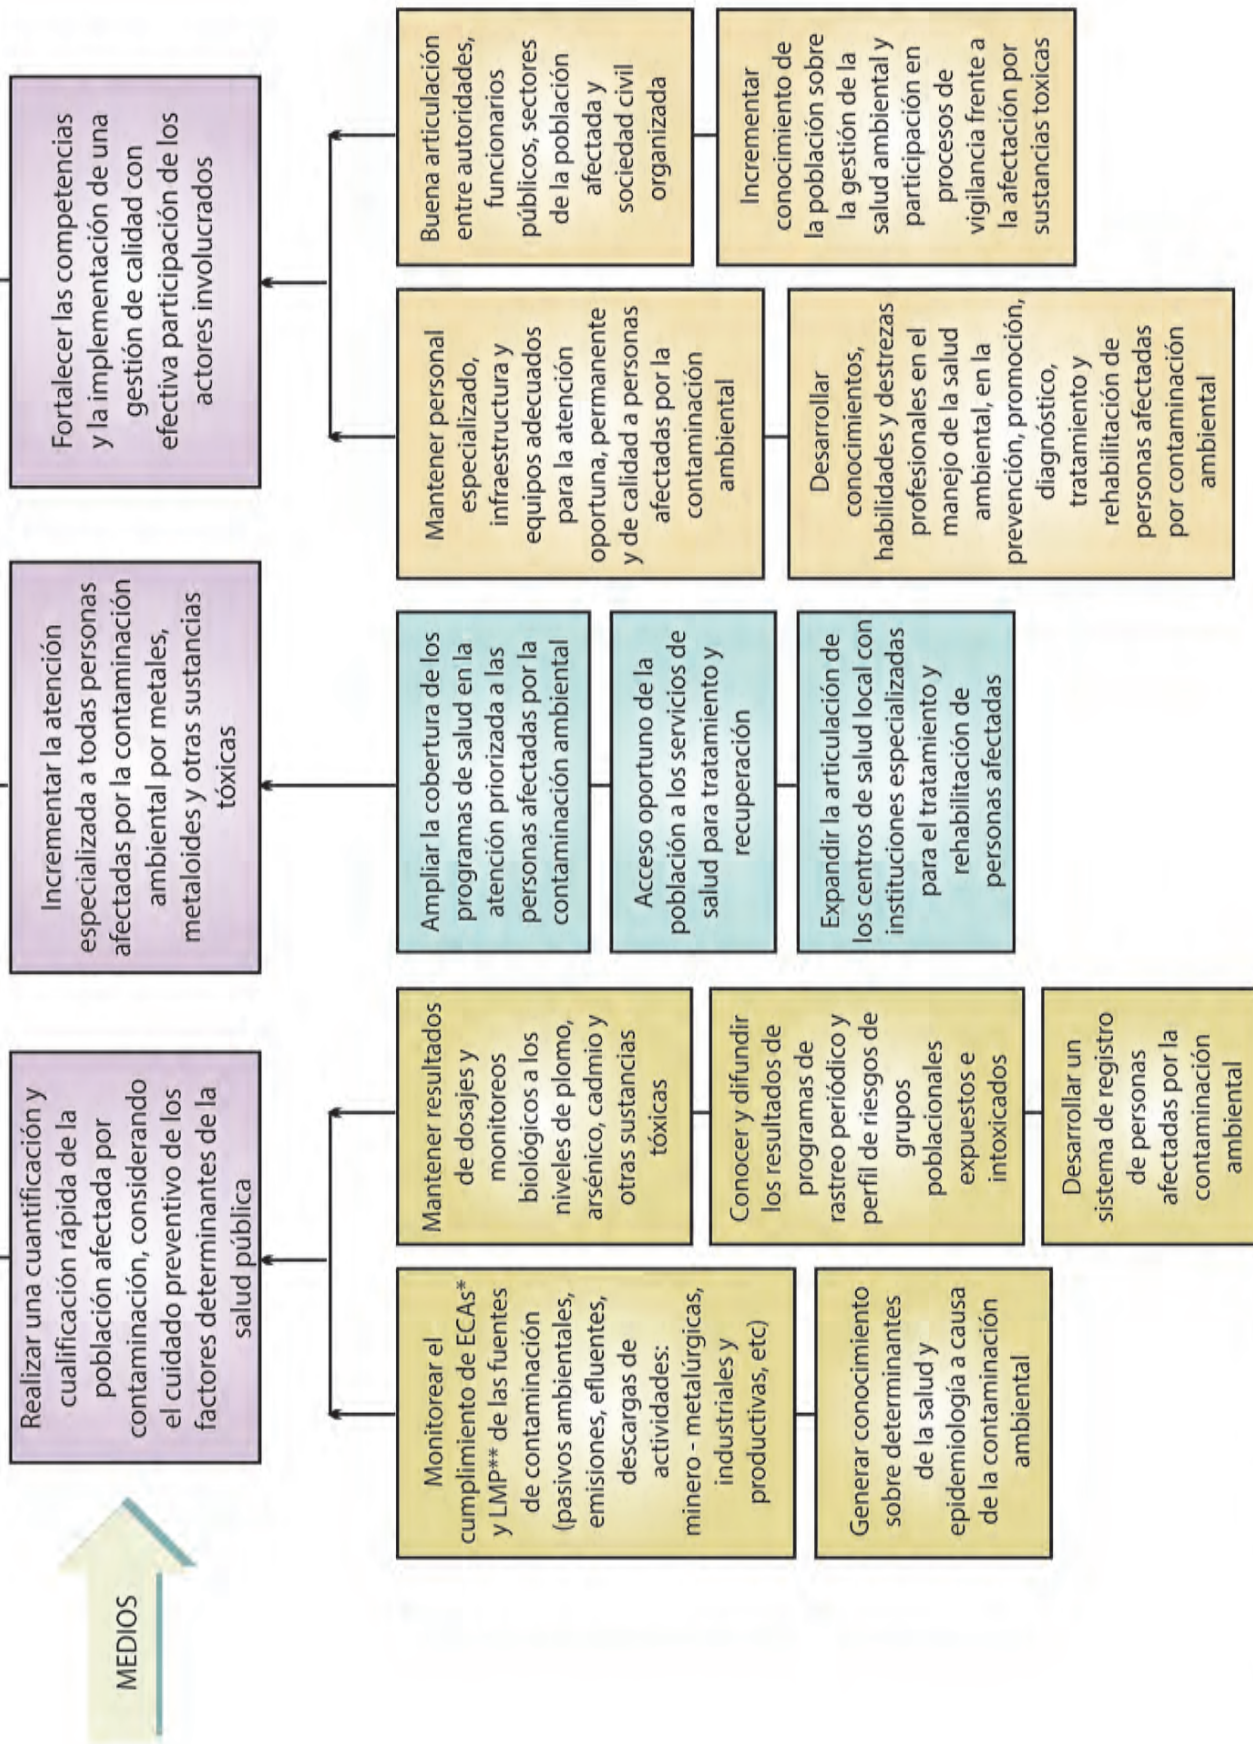 MEDIOS
Realizar una cuantificación y
cualificación rápida de la
población afectada por
contaminación, considerando
el cuidado preventivo de los
factores determinantes de la
salud pública
Incrementar la atención
especializada a todas personas
afectadas por la contaminación
ambiental por metales,
metaloides y otras sustancias
tóxicas
Fortalecer las competencias
y la implementación de una
gestión de calidad con
efectiva participación de los
actores involucrados
Monitorear el
cumplimiento de ECAs*
y LMP** de las fuentes
de contaminación
(pasivos ambientales,
emisiones, efluentes,
descargas de
actividades:
minero - metalúrgicas,
industriales y
productivas, etc)
Generar conocimiento
sobre determinantes
de la salud y
epidemiología a causa
de la contaminación
ambiental
Mantener resultados
de dosajes y
monitoreos
biológicos a los
niveles de plomo,
arsénico, cadmio y
otras sustancias
tóxicas
Conocer y difundir
los resultados de
programas de
rastreo periódico y
perfil de riesgos de
grupos
poblacionales
expuestos e
intoxicados
Desarrollar un
sistema de registro
de personas
afectadas por la
contaminación
ambiental
Ampliar la cobertura de los
programas de salud en la
atención priorizada a las
personas afectadas por la
contaminación ambiental
Acceso oportuno de la
población a los servicios de
salud para tratamiento y
recuperación
Expandir la articulación de
los centros de salud local con
instituciones especializadas
para el tratamiento y
rehabilitación de
personas afectadas
Mantener personal
especializado,
infraestructura y
equipos adecuados
para la atención
oportuna, permanente
y de calidad a personas
afectadas por la
contaminación
ambiental
Desarrollar
conocimientos,
habilidades y destrezas
profesionales en el
manejo de la salud
ambiental, en la
prevención, promoción,
diagnóstico,
tratamiento y
rehabilitación de
personas afectadas
por contaminación
ambiental
Buena articulación
entre autoridades,
funcionarios
públicos, sectores
de la población
afectada y
sociedad civil
organizada
Incrementar
conocimiento de
la población sobre
la gestión de la
salud ambiental y
participación en
procesos de
vigilancia frente a
la afectación por
sustancias toxicas